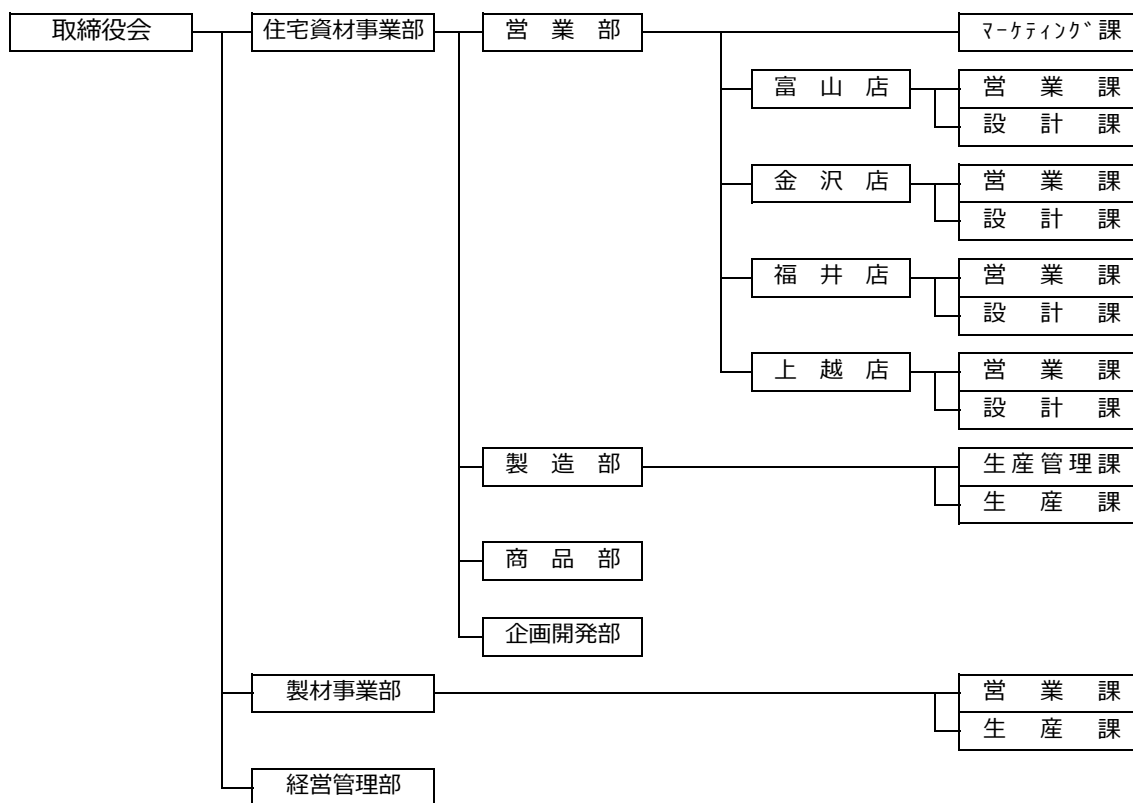 取締役会 住宅資材事業部 営業部 ﾏｰｹﾃｨﾝｸﾞ課
富山店 営業課
設計課
金沢店 営業課
設計課
福井店 営業課
設計課
上越店 営業課
設計課
製造部 生産管理課
生産課
商品部
企画開発部
製材事業部 営業課
生産課
経営管理部